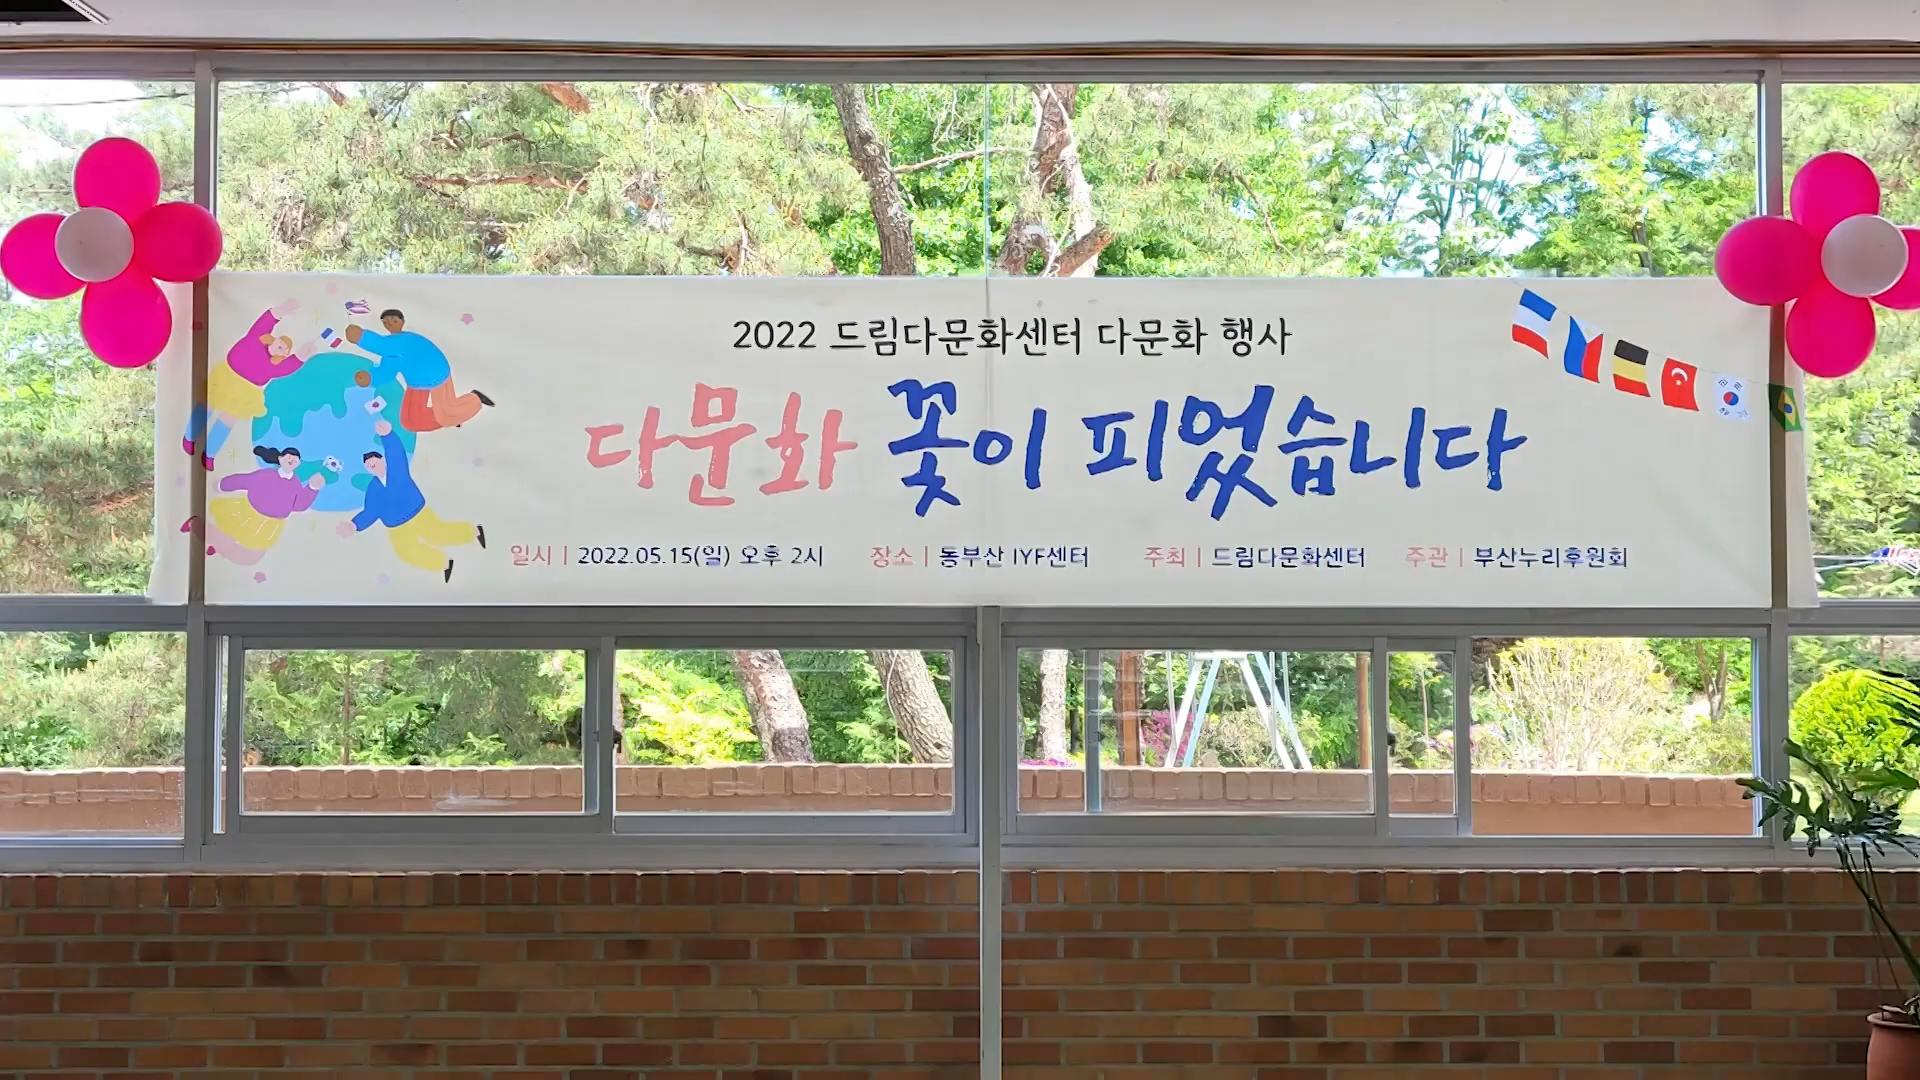 2022 드림다문화센터 다문화 행사
다문화 꽃이 피었습니다
일시 | 2022.05.15(일) 오후 2시 장소 | 동부산 IYF센터 주최 | 드림다문화센터 주관 | 부산누리후원회